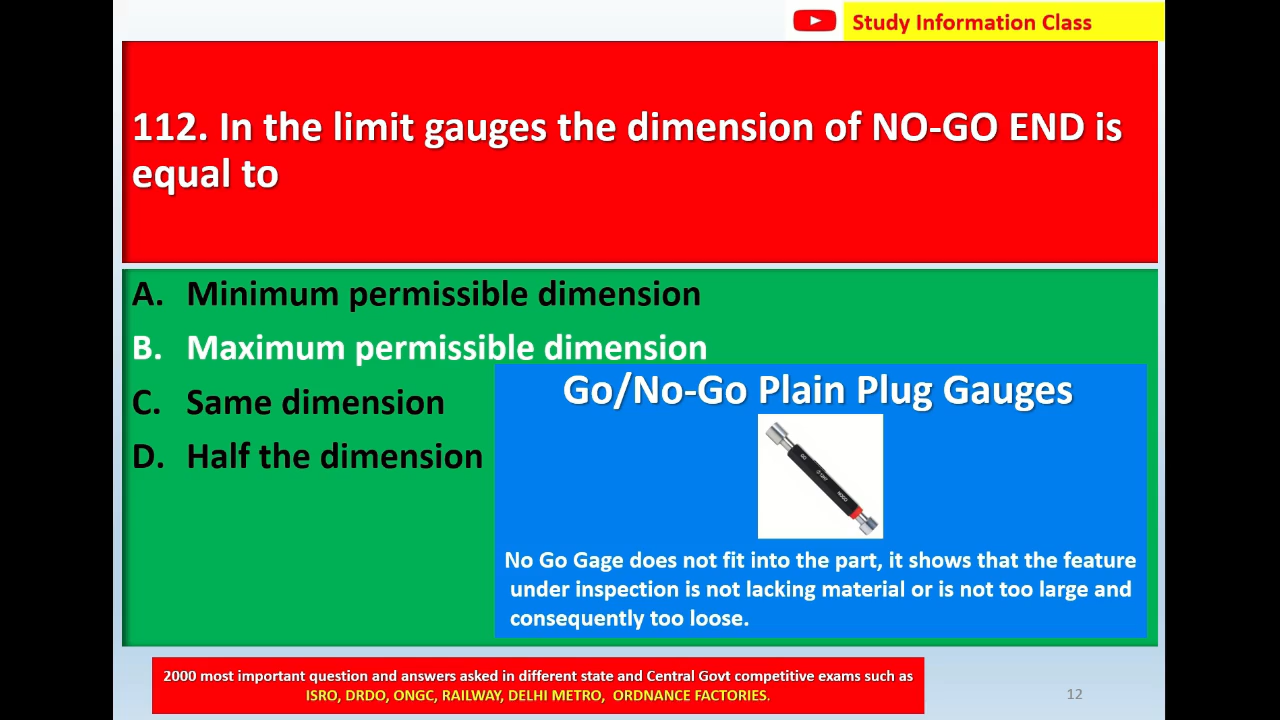 Study Information Class
112. In the limit gauges the dimension of NO-GO END is
equal to
A. Minimum permissible dimension
B. Maximum permissible dimension
C. Same dimension
D. Half the dimension
Go/No-Go Plain Plug Gauges
GO
NOGO
No Go Gage does not fit into the part, it shows that the feature
under inspection is not lacking material or is not too large and
consequently too loose.
2000 most important question and answers asked in different state and Central Govt competitive exams such as
ISRO, DRDO, ONGC, RAILWAY, DELHI METRO, ORDNANCE FACTORIES.
12